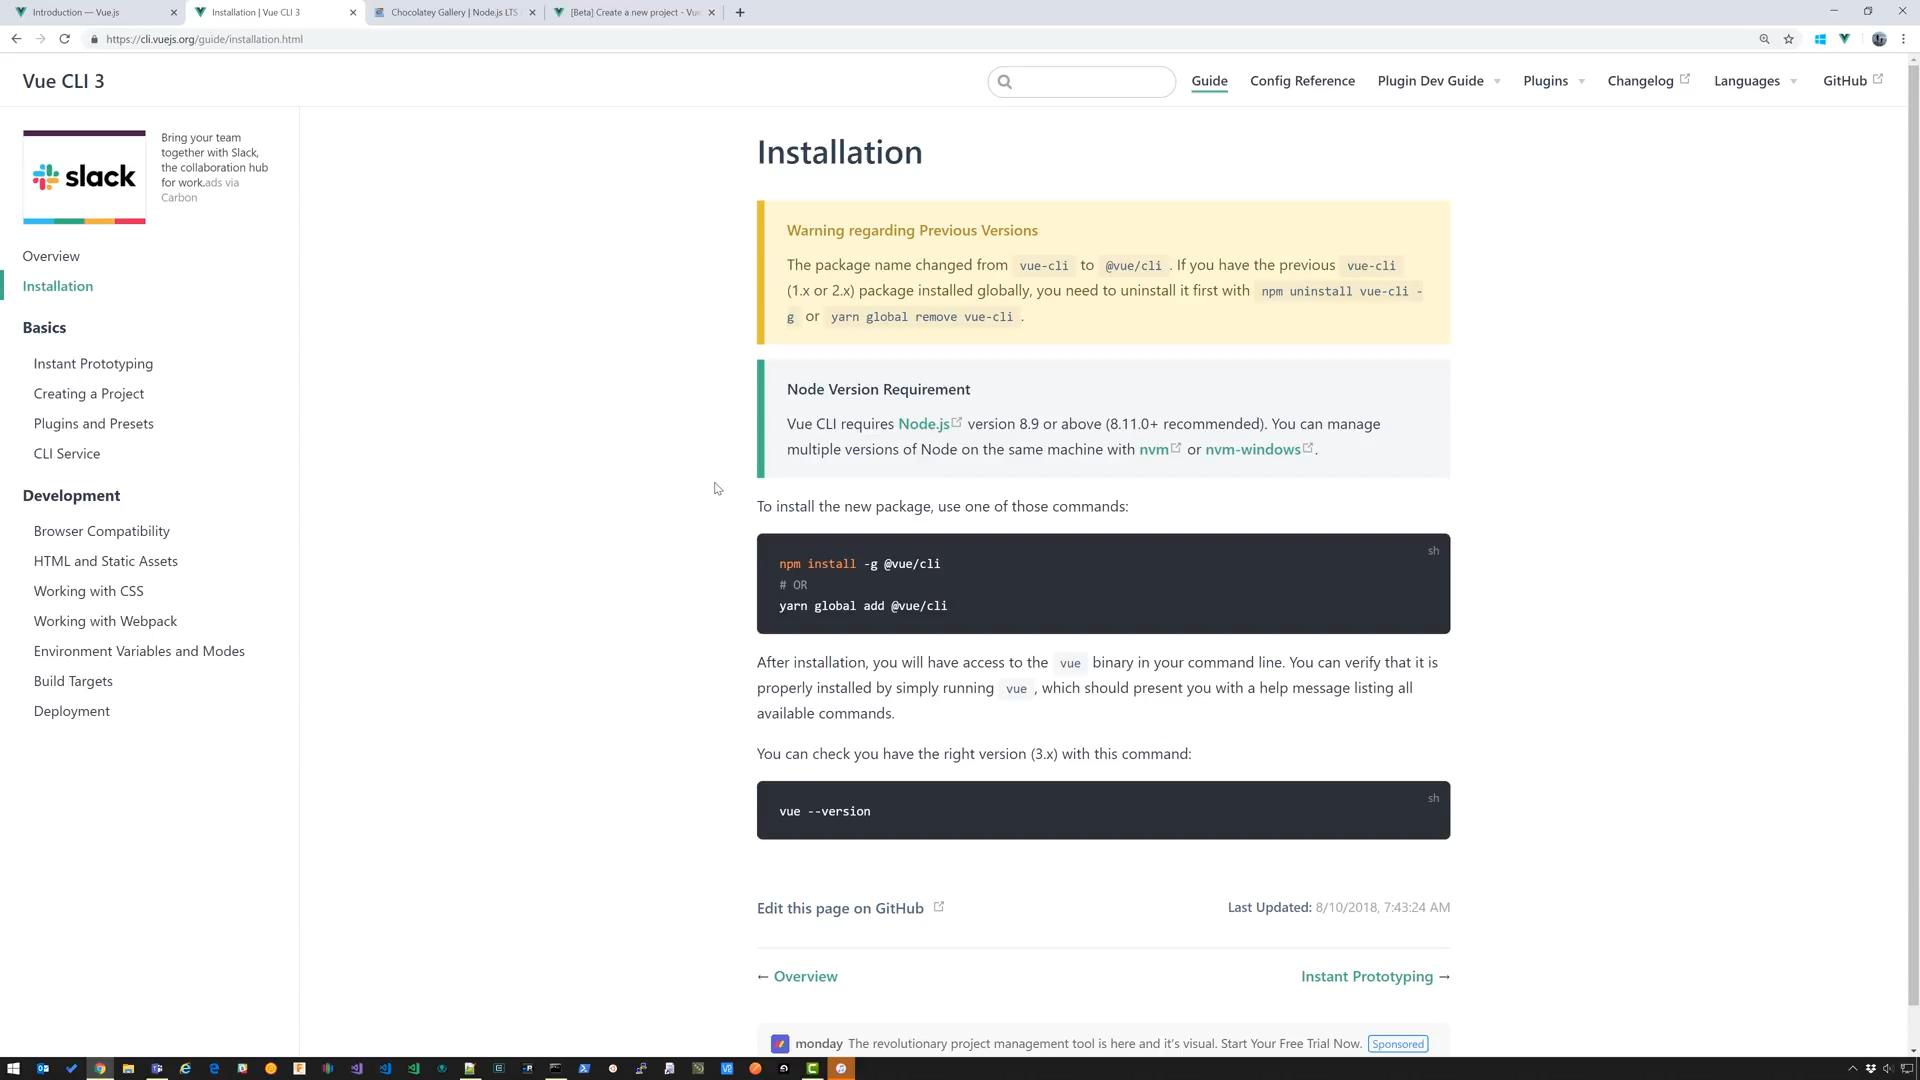 Introduction — Vue.js
Installation | Vue CLI 3
Chocolatey Gallery | Node.js LTS
[Beta] Create a new project - Vue
https://cli.vuejs.org/guide/installation.html
Vue CLI 3
Guide
Config Reference
Plugin Dev Guide
Plugins
Changelog
Languages
GitHub
slack
Bring your team
together with Slack,
the collaboration hub
for work.ads via
Carbon
Overview
Installation
Basics
Instant Prototyping
Creating a Project
Plugins and Presets
CLI Service
Development
Browser Compatibility
HTML and Static Assets
Working with CSS
Working with Webpack
Environment Variables and Modes
Build Targets
Deployment
Installation
Warning regarding Previous Versions
The package name changed from vue-cli to @vue/cli . If you have the previous vue-cli
(1.x or 2.x) package installed globally, you need to uninstall it first with npm uninstall vue-cli -
g or yarn global remove vue-cli .
Node Version Requirement
Vue CLI requires Node.js version 8.9 or above (8.11.0+ recommended). You can manage
multiple versions of Node on the same machine with nvm or nvm-windows.
To install the new package, use one of those commands:
sh
npm install -g @vue/cli
# OR
yarn global add @vue/cli
After installation, you will have access to the vue binary in your command line. You can verify that it is
properly installed by simply running vue , which should present you with a help message listing all
available commands.
You can check you have the right version (3.x) with this command:
sh
vue --version
Edit this page on GitHub
Last Updated: 8/10/2018, 7:43:24 AM
← Overview
Instant Prototyping →
monday The revolutionary project management tool is here and it's visual. Start Your Free Trial Now. Sponsored